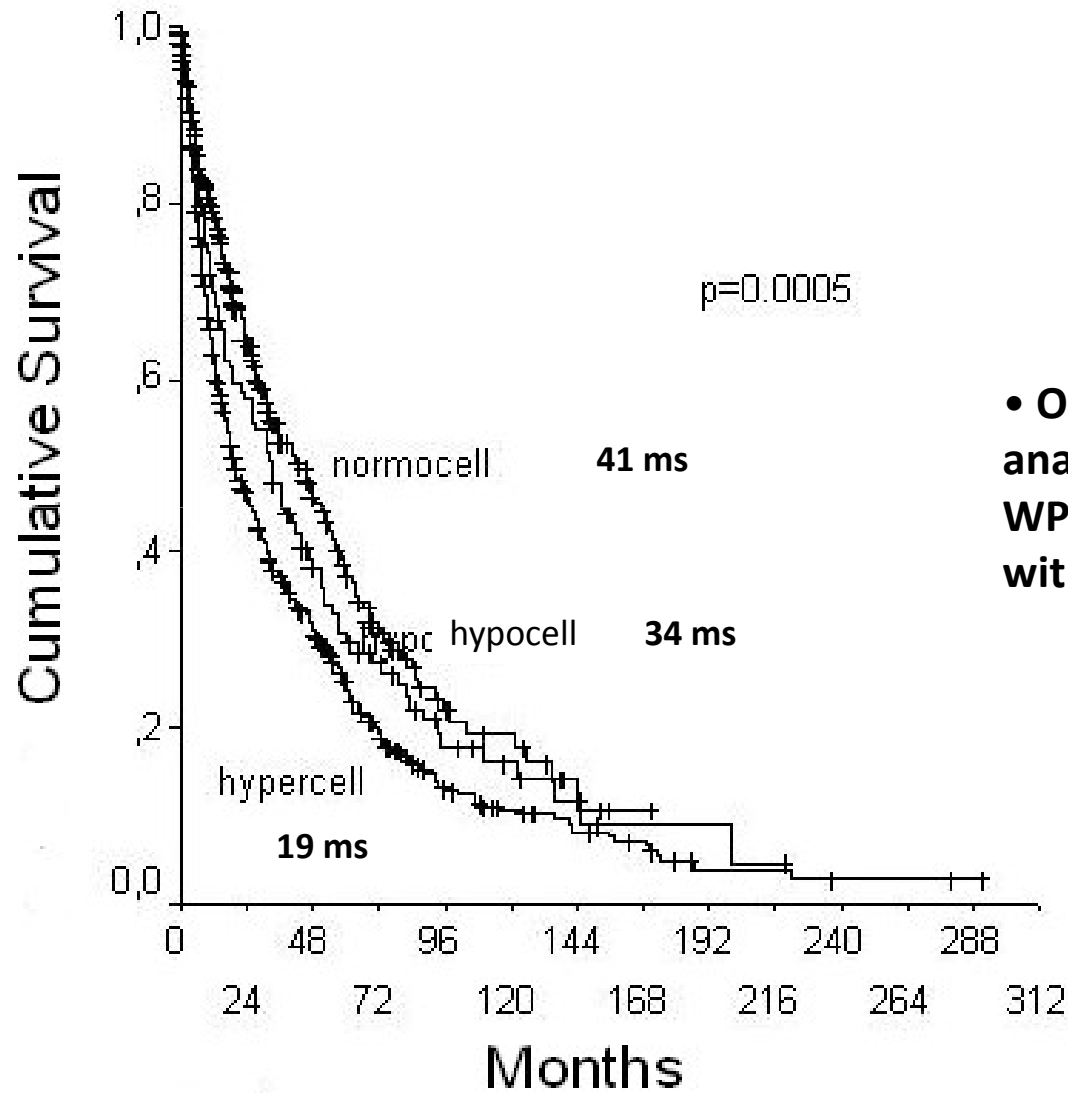 Cumulative Survival
1,0
,8
,6
,4
,2
0,0
p=0.0005
normocell 41 ms
hypocell 34 ms
hypercell
19 ms
• O
ana
WP
wit
0 48 96 144 192 240 288
24 72 120 168 216 264 312
Months